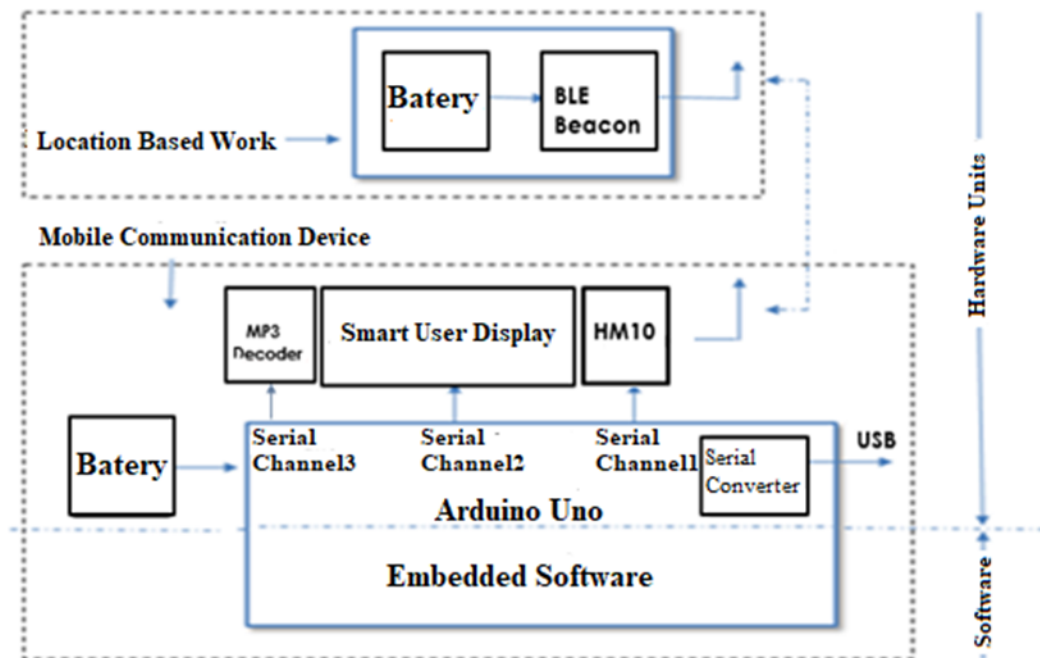 Batery
BLE
Beacon
Location Based Work
Mobile Communication Device
Hardware Units
MP3
Decoder
Smart User Display
HM10
Batery
Serial
Channel3
Serial
Channel2
Serial
Channel1
Serial
Converter
USB
Arduino Uno
Embedded Software
Software